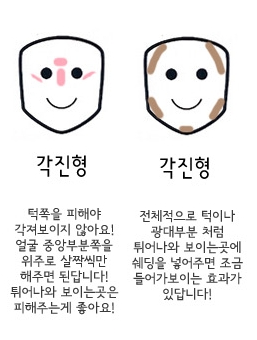 각진형
턱쪽을 피해야
각져보이지 않아요!
얼굴 중앙부분쪽을
위주로 살짝씩만
해주면 된답니다!
튀어나와 보이는곳은
피해주는게 좋아요!
각진형
전체적으로 턱이나
광대부분 처럼
튀어나와 보이는곳에
쉐딩을 넣어주면 조금
들어가보이는 효과가
있답니다!